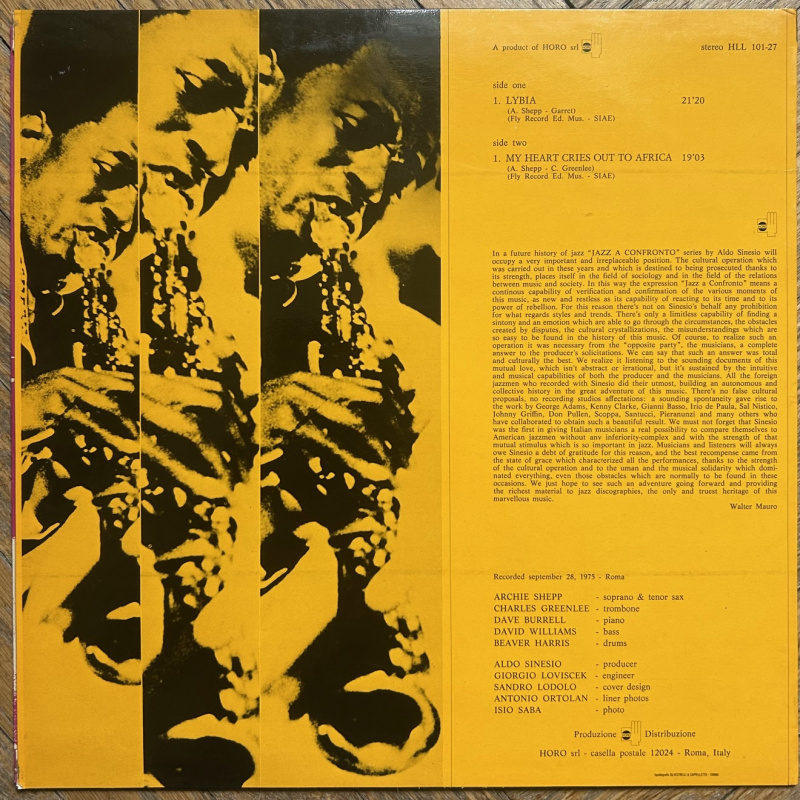 A product of HORO srl
stereo HLL 101-27
side one
1. LYBIA 21'20
(A. Shepp - Garret)
(Fly Record Ed. Mus. - SIAE)
side two
1. MY HEART CRIES OUT TO AFRICA 19'03
(A. Shepp - C. Greenlee)
(Fly Record Ed. Mus. - SIAE)
In a future history of jazz "JAZZ A CONFRONTO" series by Aldo Sinesio will
occupy a very important and irreplaceable position. The cultural operation which
was carried out in these years and which is destined to being prosecuted thanks to
its strength, places itself in the field of sociology and in the field of the relations
between music and society. In this way the expression "Jazz a Confronto" means a
continous capability of verification and confirmation of the various moments of
this music, as new and restless as its capability of reacting to its time and to its
power of rebellion. For this reason there's not on Sinesio's behalf any prohibition
for what regards styles and trends. There's only a limitless capability of finding a
sintony and an emotion which are able to go through the circumstances, the obstacles
created by disputes, the cultural crystallizations, the misunderstandings which are
so easy to be found in the history of this music. Of course, to realize such an
operation it was necessary from the "opposite party", the musicians, a complete
answer to the producer's solicitations. We can say that such an answer was total
and culturally the best. We realize it listening to the sounding documents of this
mutual love, which isn't abstract or irrational, but it's sustained by the intuitive
and musical capabilities of both the producer and the musicians. All the foreign
jazzmen who recorded with Sinesio did their utmost, building an autonomous and
collective history in the great adventure of this music. There's no false cultural
proposals, no recording studios affectations: a sounding spontaneity gave rise to
the work by George Adams, Kenny Clarke, Gianni Basso, Irio de Paula, Sal Nistico,
Johnny Griffin, Don Pullen, Scoppa, Santucci, Pieranunzi and many others who
have collaborated to obtain such a beautiful result. We must not forget that Sinesio
was the first in giving Italian musicians a real possibility to compare themselves to
American jazzmen without any inferiority-complex and with the strength of that
mutual stimulus which is so important in jazz. Musicians and listeners will always
owe Sinesio a debt of gratitude for this reason, and the best recompense came from
the state of grace which characterized all the performances, thanks to the strength
of the cultural operation and to the uman and the musical solidarity which domi-
nated everything, even those obstacles which are normally to be found in these
occasions. We just hope to see such an adventure going forward and providing
the richest material to jazz discographies, the only and truest heritage of this
marvellous music.
Walter Mauro
Recorded september 28, 1975 - Roma
ARCHIE SHEPP - soprano & tenor sax
CHARLES GREENLEE - trombone
DAVE BURRELL - piano
DAVID WILLIAMS - bass
BEAVER HARRIS - drums
ALDO SINESIO - producer
GIORGIO LOVISCEK - engineer
SANDRO LODOLO - cover design
ANTONIO ORTOLAN - liner photos
ISIO SABA - photo
Produzione Distribuzione
HORO srl - casella postale 12024 - Roma, Italy